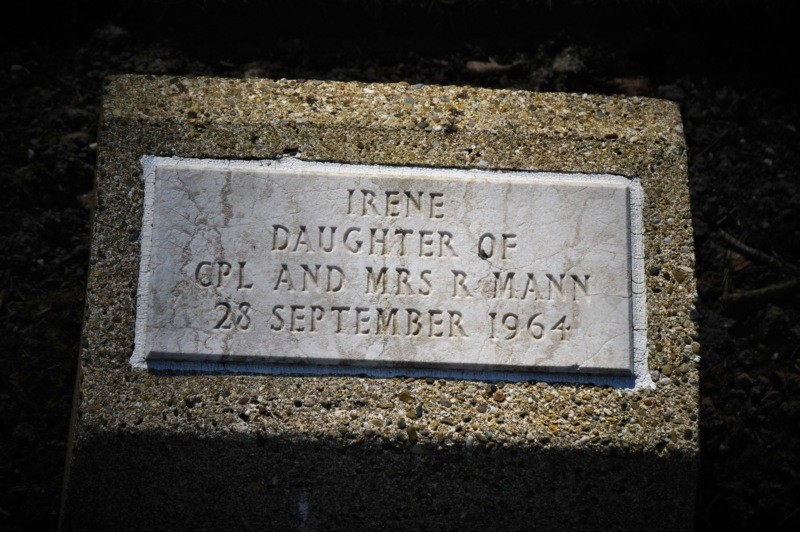 IRENE
DAUGHTER OF
CPL AND MRS R MANN
28 SEPTEMBER 1964